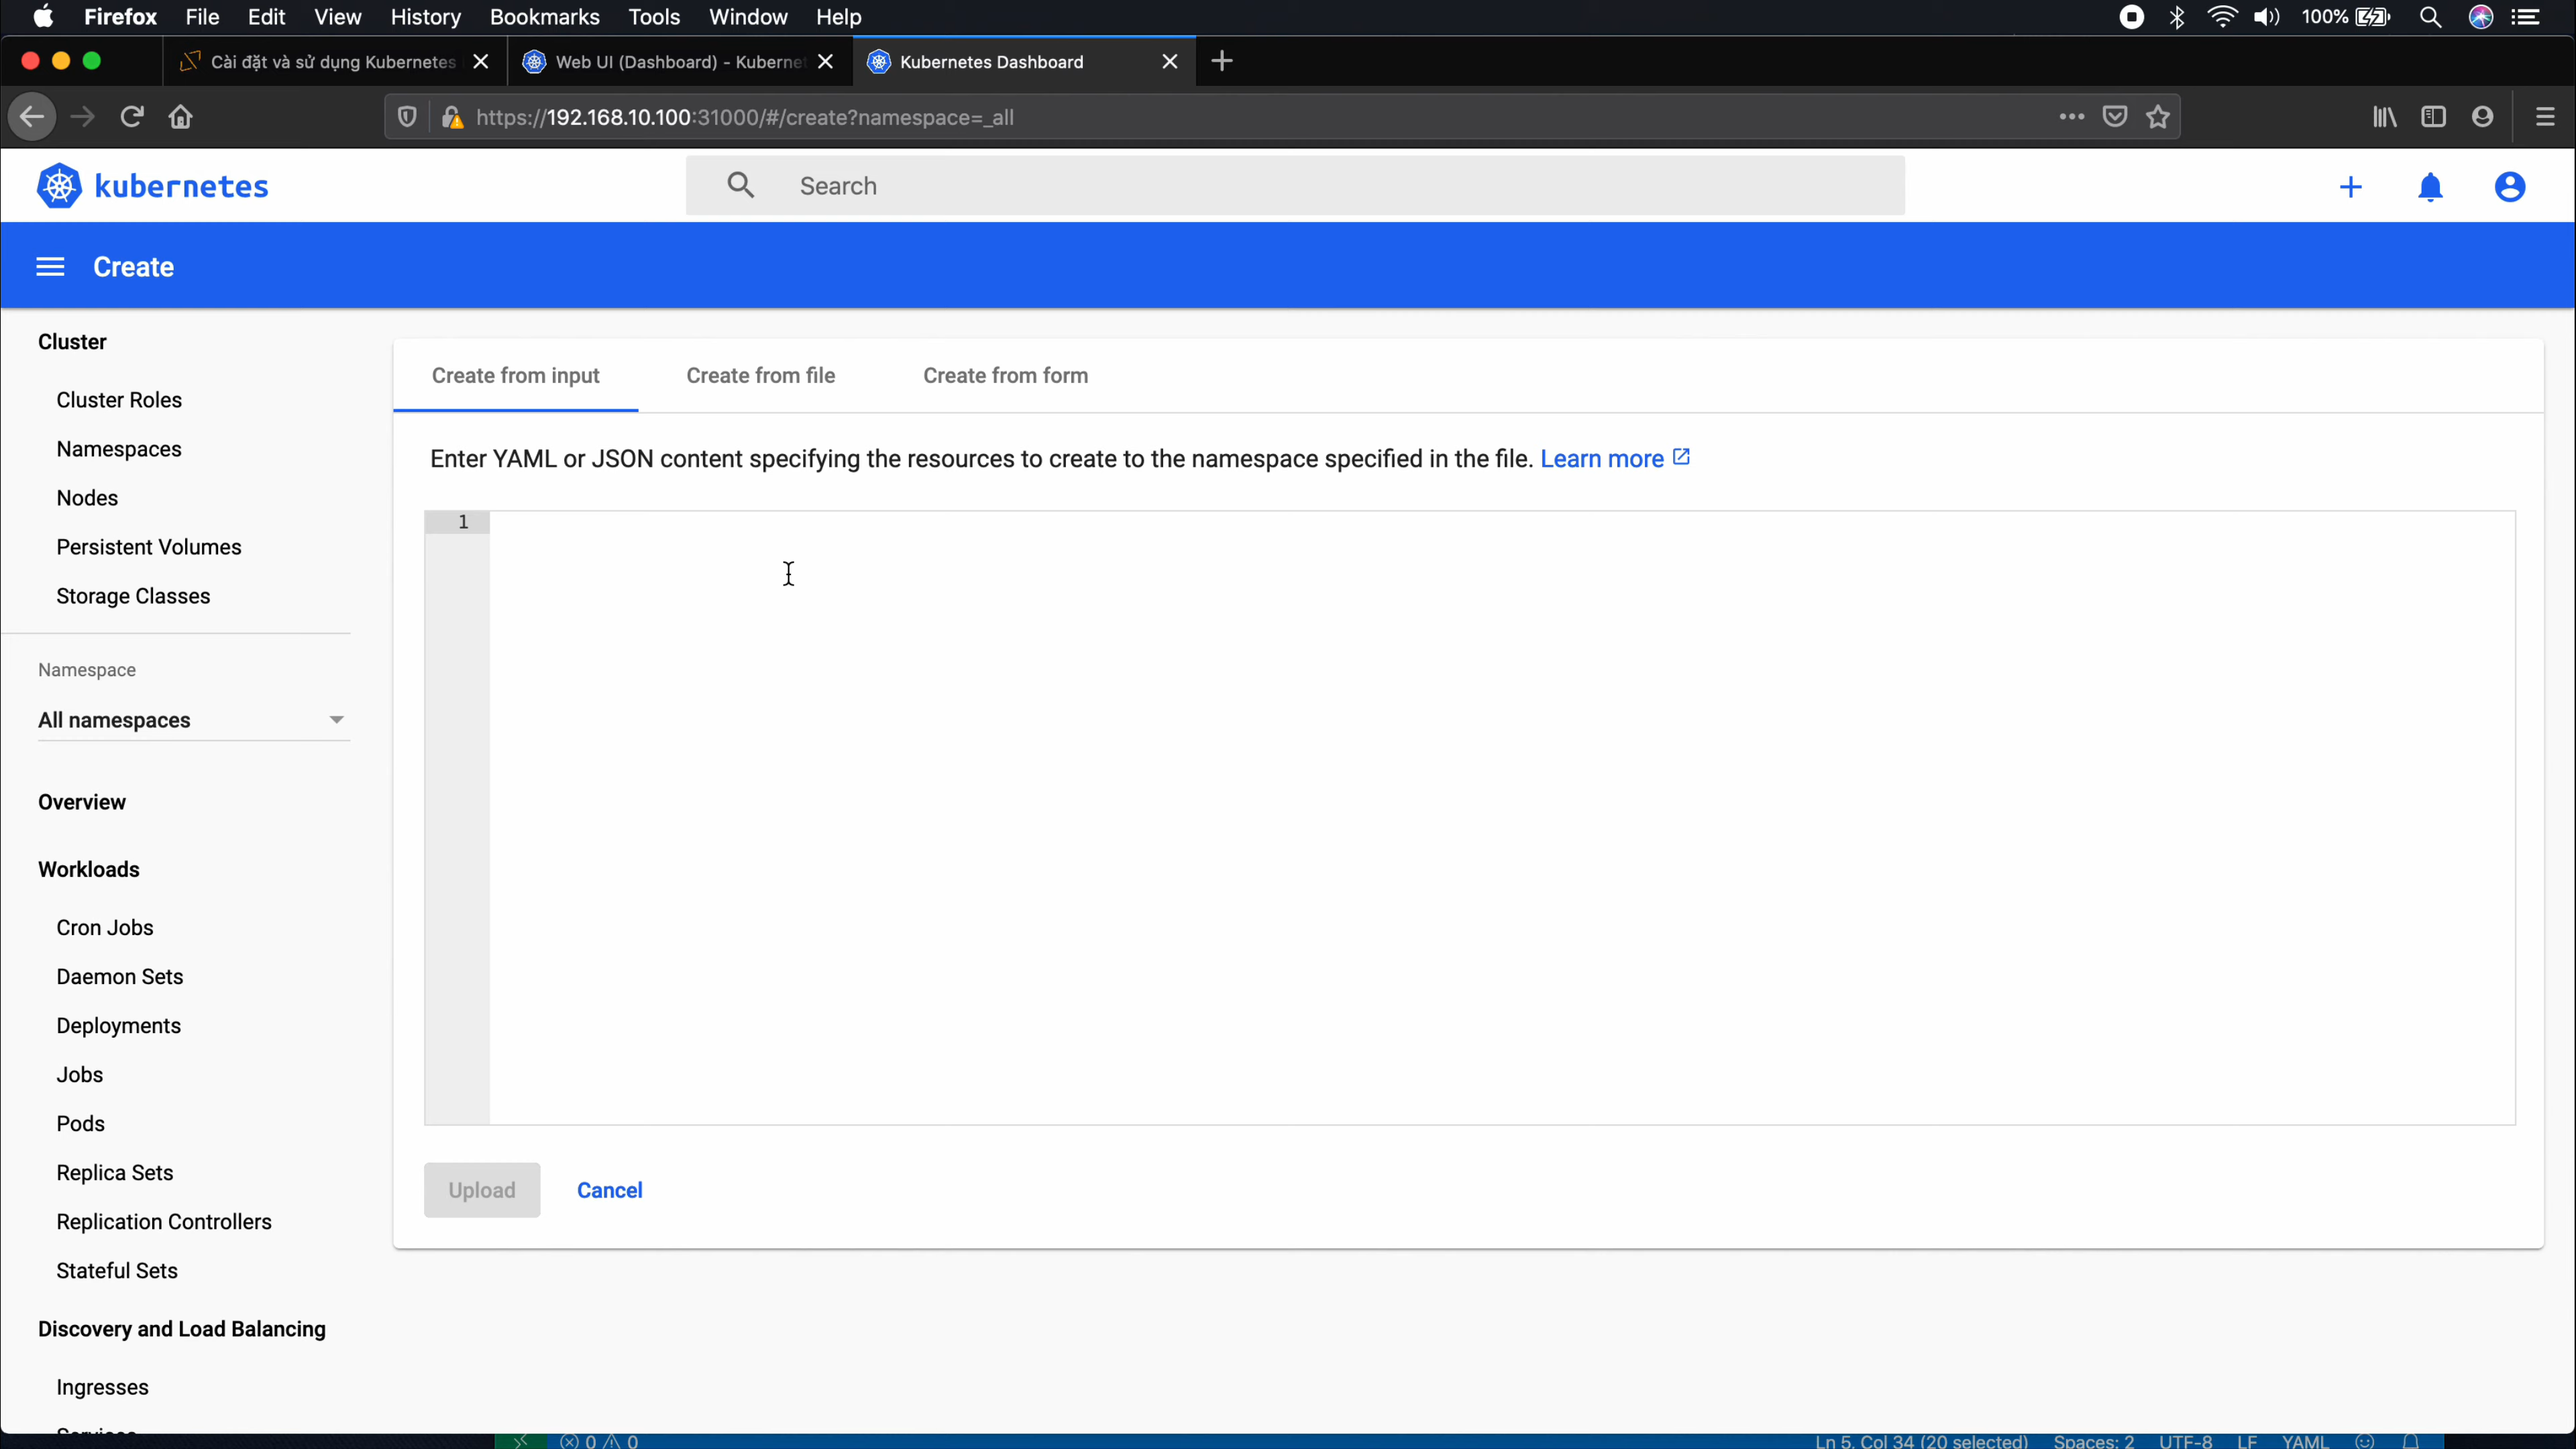 Firefox File Edit View History Bookmarks Tools Window Help 100%
Cài đặt và sử dụng Kubernetes Web UI (Dashboard) - Kubernet Kubernetes Dashboard
https://192.168.10.100:31000/#/create?namespace=_all
kubernetes Search
Create
Cluster
Cluster Roles
Namespaces
Nodes
Persistent Volumes
Storage Classes
Namespace
All namespaces
Overview
Workloads
Cron Jobs
Daemon Sets
Deployments
Jobs
Pods
Replica Sets
Replication Controllers
Stateful Sets
Discovery and Load Balancing
Ingresses
Services
Create from input Create from file Create from form
Enter YAML or JSON content specifying the resources to create to the namespace specified in the file. Learn more
1
Upload Cancel
0 0 Ln 5, Col 34 (20 selected) Spaces: 2 UTF-8 LF YAML